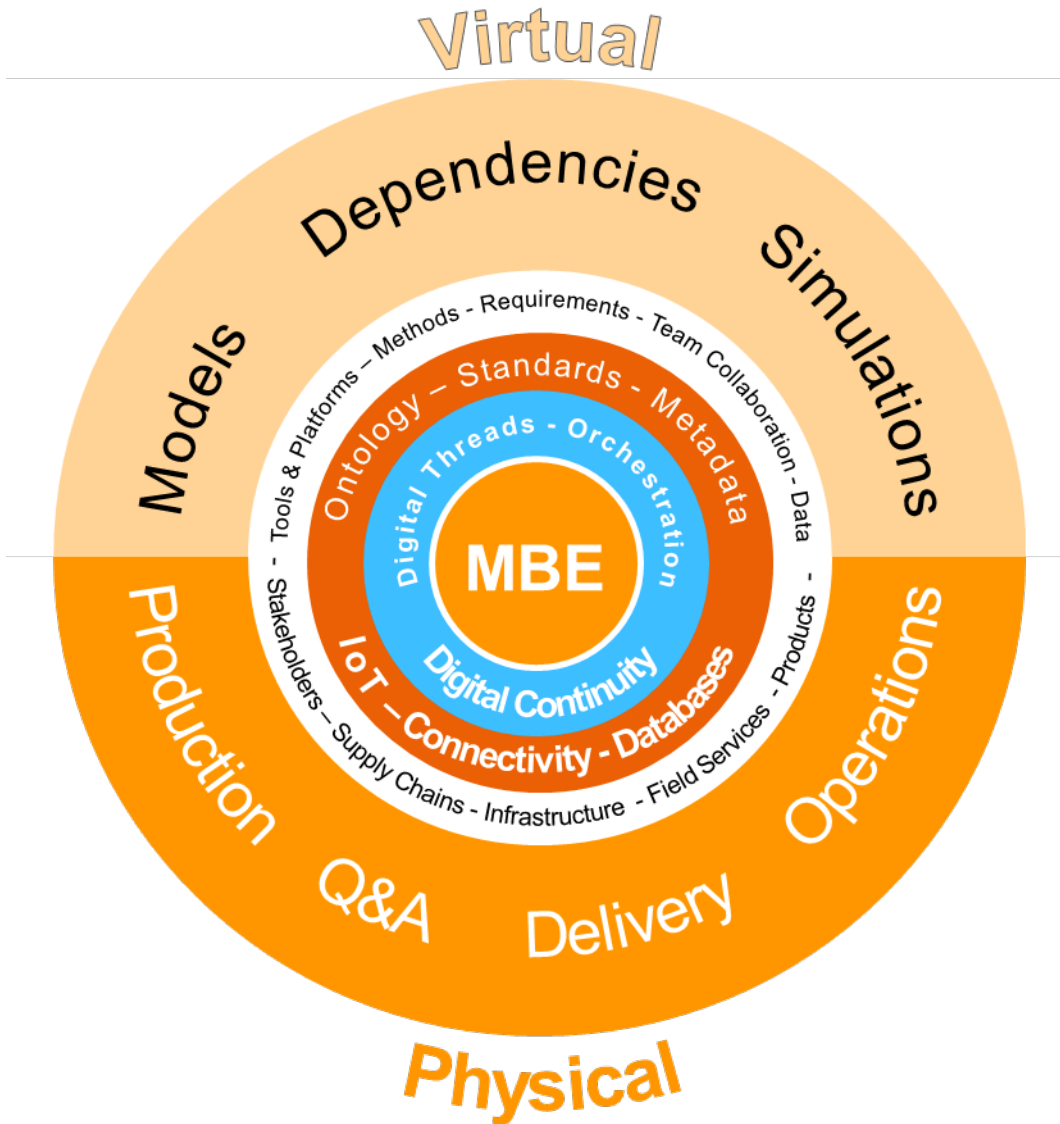 Virtual
Models
Dependencies
Simulations
- Tools & Platforms – Methods - Requirements - Team Collaboration - Data
Ontology – Standards - Metadata
Digital Threads - Orchestration
MBE
Digital Continuity
IoT – Connectivity - Databases
Stakeholders – Supply Chains - Infrastructure - Field Services - Products -
Production
Q&A
Delivery
Operations
Physical